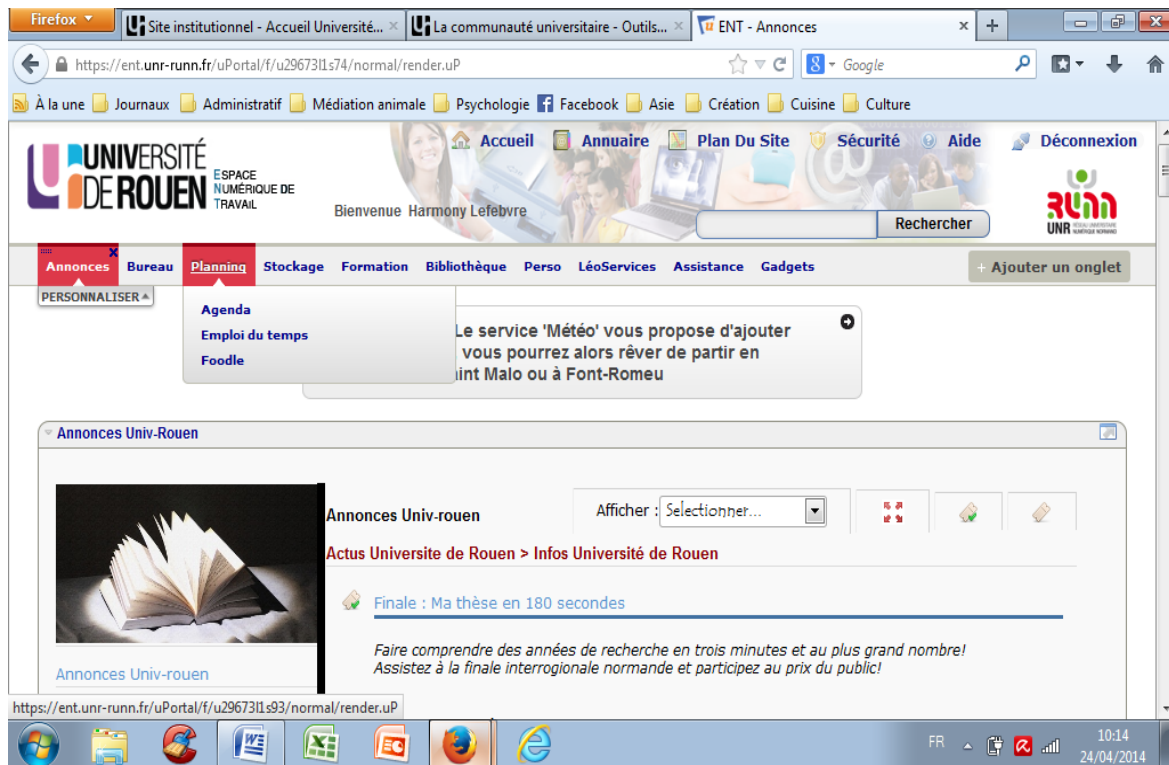 Firefox
Site institutionnel - Accueil Université...
La communauté universitaire - Outils...
ENT - Annonces
https://ent.unr-runn.fr/uPortal/f/u29673l1s74/normal/render.uP
Google
À la une Journaux Administratif Médiation animale Psychologie Facebook Asie Création Cuisine Culture
Accueil Annuaire Plan Du Site Sécurité Aide Déconnexion
UNIVERSITÉ
DE ROUEN
ESPACE
NUMÉRIQUE DE
TRAVAIL
Bienvenue Harmony Lefebvre
Rechercher
RUNN
UNR RÉSEAU UNIVERSITAIRE
NUMÉRIQUE NORMAND
Annonces Bureau Planning Stockage Formation Bibliothèque Perso LéoServices Assistance Gadgets + Ajouter un onglet
PERSONNALISER
Agenda
Emploi du temps
Foodle
Le service 'Météo' vous propose d'ajouter
vous pourrez alors rêver de partir en
int Malo ou à Font-Romeu
Annonces Univ-Rouen
Annonces Univ-rouen
Afficher : Selectionner...
Actus Universite de Rouen > Infos Université de Rouen
Finale : Ma thèse en 180 secondes
Faire comprendre des années de recherche en trois minutes et au plus grand nombre!
Assistez à la finale interrogionale normande et participez au prix du public!
Annonces Univ-rouen
https://ent.unr-runn.fr/uPortal/f/u29673l1s93/normal/render.uP
FR
10:14
24/04/2014